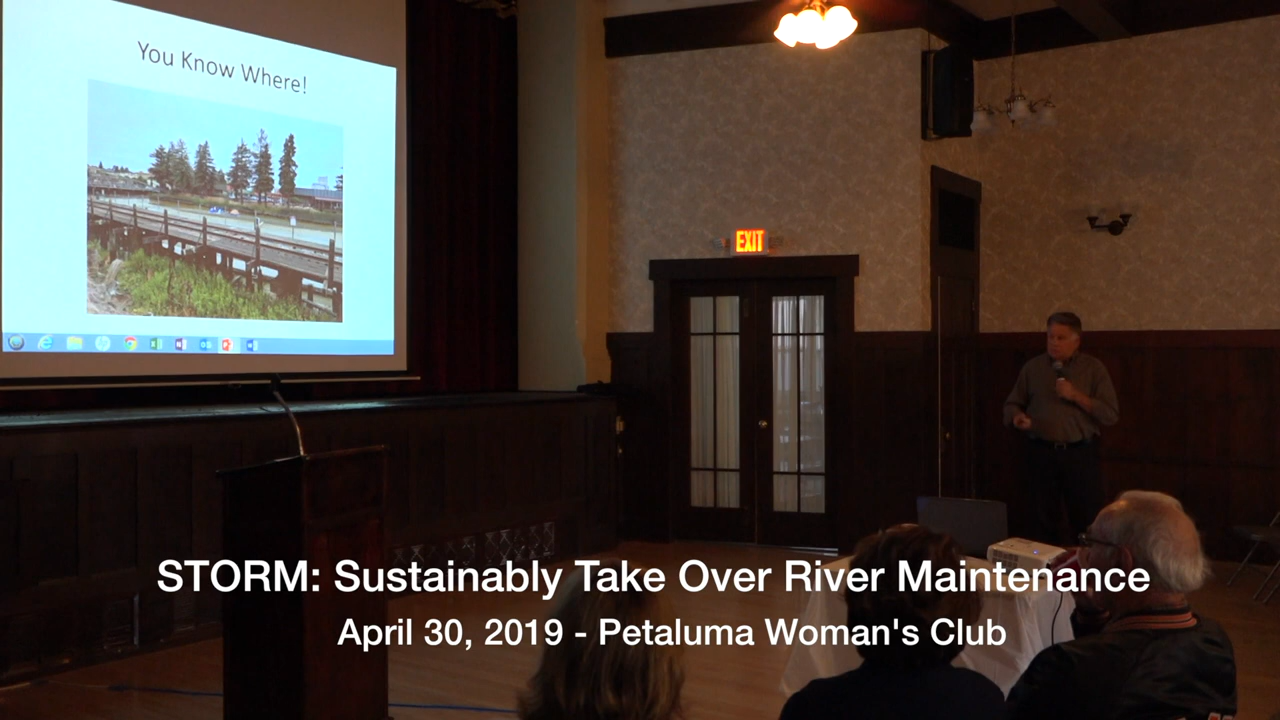 You Know Where!
EXIT
STORM: Sustainably Take Over River Maintenance
April 30, 2019 - Petaluma Woman's Club